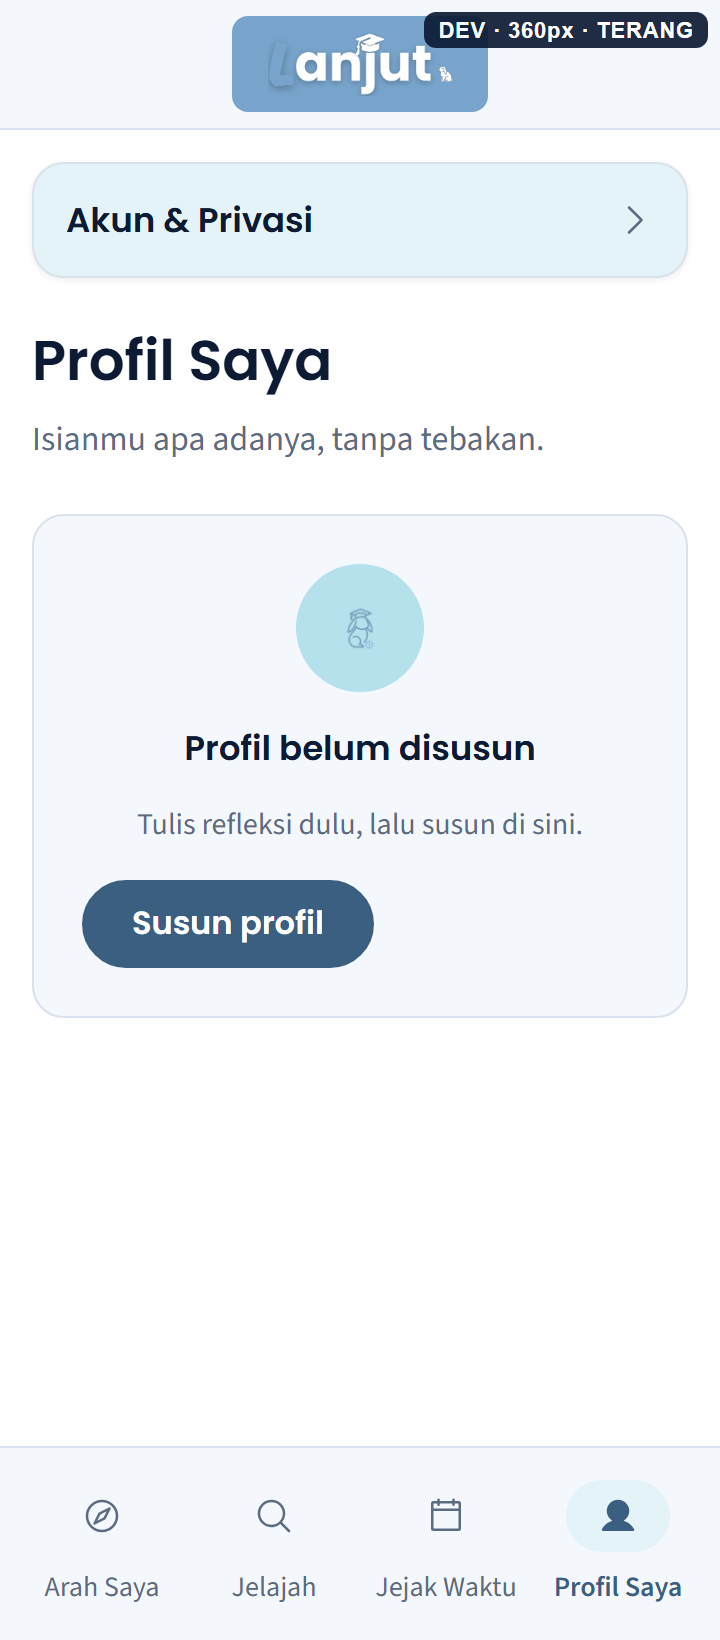 Lanjut
DEV · 360px · TERANG
Akun & Privasi
Profil Saya
Isianmu apa adanya, tanpa tebakan.
Profil belum disusun
Tulis refleksi dulu, lalu susun di sini.
Susun profil
Arah Saya
Jelajah
Jejak Waktu
Profil Saya